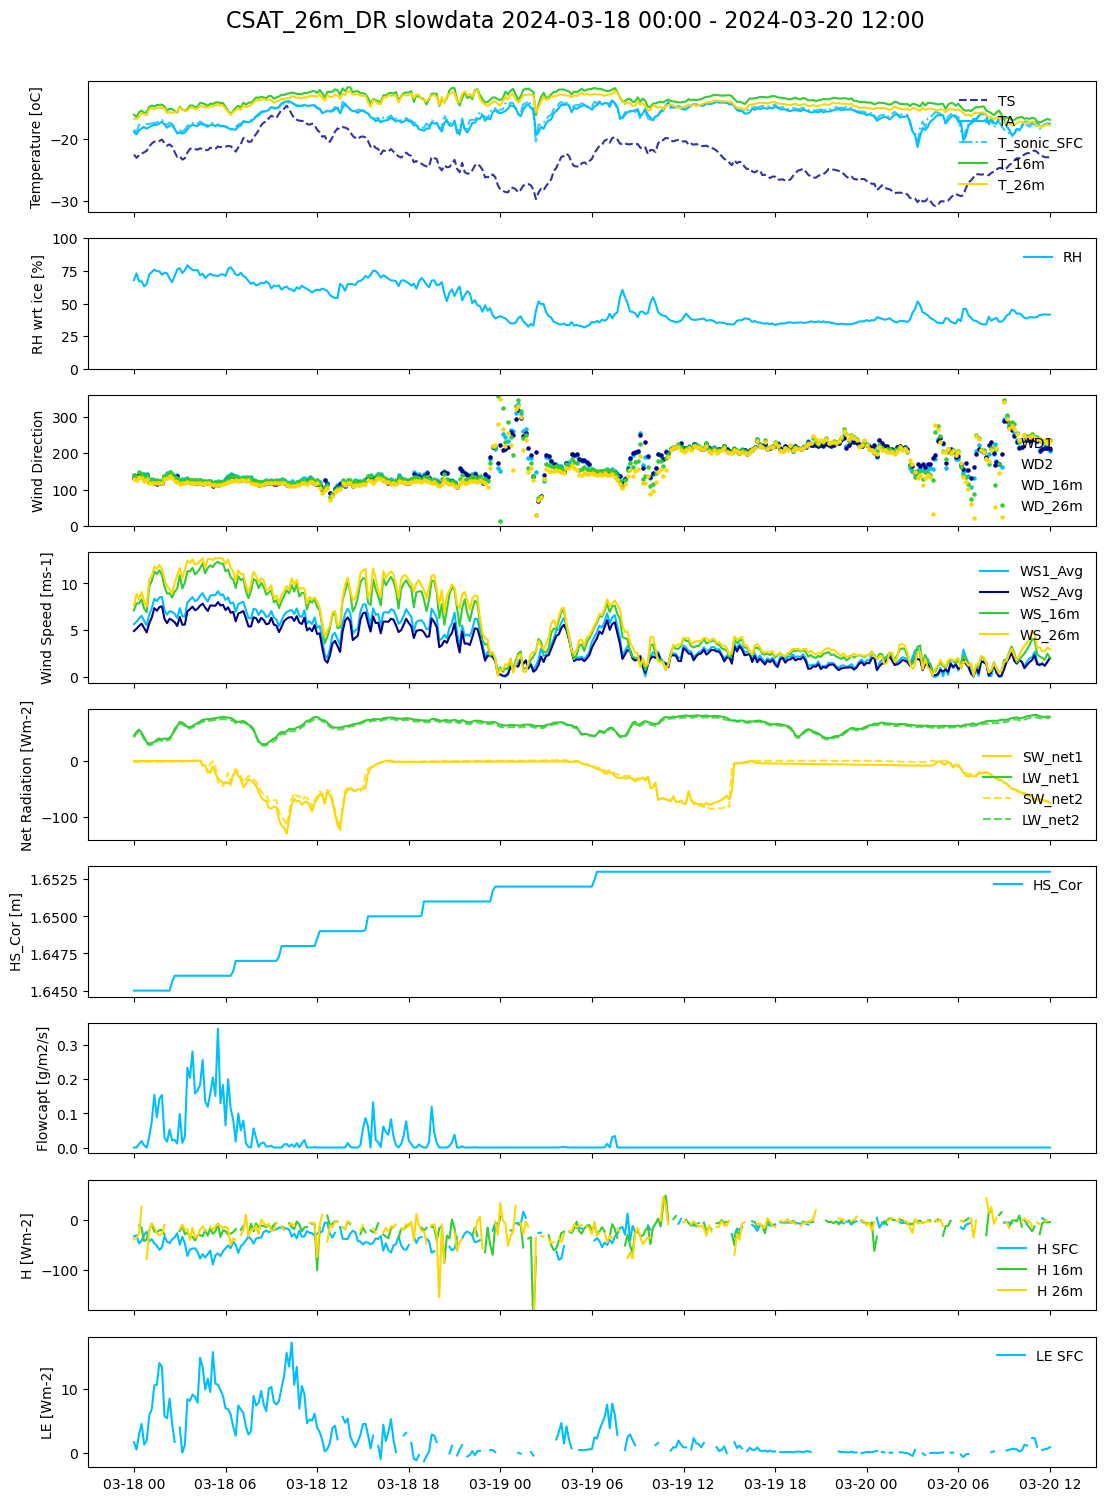 CSAT_26m_DR slowdata 2024-03-18 00:00 - 2024-03-20 12:00
Temperature [oC]
−20
−30
TS
TA
T_sonic_SFC
T_16m
T_26m
RH wrt ice [%]
100
75
50
25
0
RH
Wind Direction
300
200
100
0
WD1
WD2
WD_16m
WD_26m
Wind Speed [ms-1]
10
5
0
WS1_Avg
WS2_Avg
WS_16m
WS_26m
Net Radiation [Wm-2]
0
−100
SW_net1
LW_net1
SW_net2
LW_net2
HS_Cor [m]
1.6525
1.6500
1.6475
1.6450
HS_Cor
Flowcapt [g/m2/s]
0.3
0.2
0.1
0.0
H [Wm-2]
0
−100
H SFC
H 16m
H 26m
LE [Wm-2]
10
0
LE SFC
03-18 00 03-18 06 03-18 12 03-18 18 03-19 00 03-19 06 03-19 12 03-19 18 03-20 00 03-20 06 03-20 12